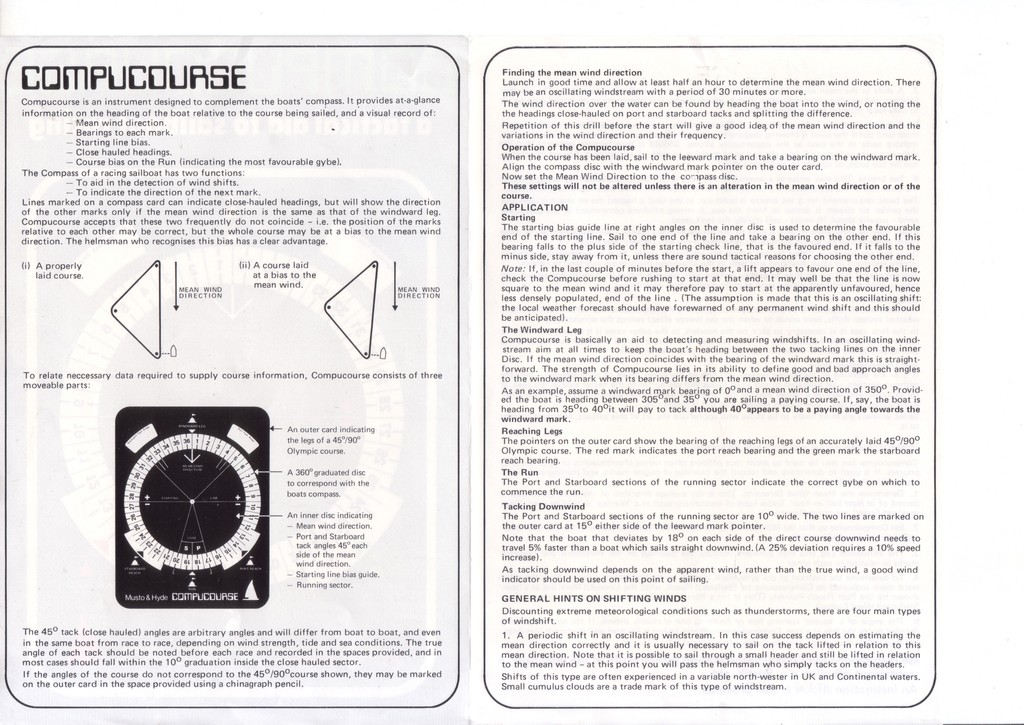 COMPUCOURSE
Compucourse is an instrument designed to complement the boats' compass. It provides at-a-glance
information on the heading of the boat relative to the course being sailed, and a visual record of:
– Mean wind direction.
– Bearings to each mark.
– Starting line bias.
– Close hauled headings.
– Course bias on the Run (indicating the most favourable gybe).
The Compass of a racing sailboat has two functions:
– To aid in the detection of wind shifts.
– To indicate the direction of the next mark.
Lines marked on a compass card can indicate close-hauled headings, but will show the direction
of the other marks only if the mean wind direction is the same as that of the windward leg.
Compucourse accepts that these two frequently do not coincide – i.e. the position of the marks
relative to each other may be correct, but the whole course may be at a bias to the mean wind
direction. The helmsman who recognises this bias has a clear advantage.
(i) A properly
laid course.
MEAN WIND
DIRECTION
(ii) A course laid
at a bias to the
mean wind.
MEAN WIND
DIRECTION
To relate neccessary data required to supply course information, Compucourse consists of three
moveable parts:
An outer card indicating
the legs of a 45°/90°
Olympic course.
A 360° graduated disc
to correspond with the
boats compass.
An inner disc indicating
– Mean wind direction.
– Port and Starboard
tack angles 45° each
side of the mean
wind direction.
– Starting line bias guide.
– Running sector.
S P
Musto & Hyde COMPUCOURSE
The 45° tack (close hauled) angles are arbitrary angles and will differ from boat to boat, and even
in the same boat from race to race, depending on wind strength, tide and sea conditions. The true
angle of each tack should be noted before each race and recorded in the spaces provided, and in
most cases should fall within the 10° graduation inside the close hauled sector.
If the angles of the course do not correspond to the 45°/90° course shown, they may be marked
on the outer card in the space provided using a chinagraph pencil.
Finding the mean wind direction
Launch in good time and allow at least half an hour to determine the mean wind direction. There
may be an oscillating windstream with a period of 30 minutes or more.
The wind direction over the water can be found by heading the boat into the wind, or noting the
the headings close-hauled on port and starboard tacks and splitting the difference.
Repetition of this drill before the start will give a good idea of the mean wind direction and the
variations in the wind direction and their frequency.
Operation of the Compucourse
When the course has been laid, sail to the leeward mark and take a bearing on the windward mark.
Align the compass disc with the windward mark pointer on the outer card.
Now set the Mean Wind Direction to the compass disc.
These settings will not be altered unless there is an alteration in the mean wind direction or of the
course.
APPLICATION
Starting
The starting bias guide line at right angles on the inner disc is used to determine the favourable
end of the starting line. Sail to one end of the line and take a bearing on the other end. If this
bearing falls to the plus side of the starting check line, that is the favoured end. If it falls to the
minus side, stay away from it, unless there are sound tactical reasons for choosing the other end.
Note: If, in the last couple of minutes before the start, a lift appears to favour one end of the line,
check the Compucourse before rushing to start at that end. It may well be that the line is now
square to the mean wind and it may therefore pay to start at the apparently unfavoured, hence
less densely populated, end of the line . (The assumption is made that this is an oscillating shift:
the local weather forecast should have forewarned of any permanent wind shift and this should
be anticipated).
The Windward Leg
Compucourse is basically an aid to detecting and measuring windshifts. In an oscillating wind-
stream aim at all times to keep the boat's heading between the two tacking lines on the inner
Disc. If the mean wind direction coincides with the bearing of the windward mark this is straight-
forward. The strength of Compucourse lies in its ability to define good and bad approach angles
to the windward mark when its bearing differs from the mean wind direction.
As an example, assume a windward mark bearing of 0° and a mean wind direction of 350°. Provid-
ed the boat is heading between 305° and 35° you are sailing a paying course. If, say, the boat is
heading from 35° to 40° it will pay to tack although 40° appears to be a paying angle towards the
windward mark.
Reaching Legs
The pointers on the outer card show the bearing of the reaching legs of an accurately laid 45°/90°
Olympic course. The red mark indicates the port reach bearing and the green mark the starboard
reach bearing.
The Run
The Port and Starboard sections of the running sector indicate the correct gybe on which to
commence the run.
Tacking Downwind
The Port and Starboard sections of the running sector are 10° wide. The two lines are marked on
the outer card at 15° either side of the leeward mark pointer.
Note that the boat that deviates by 18° on each side of the direct course downwind needs to
travel 5% faster than a boat which sails straight downwind. (A 25% deviation requires a 10% speed
increase).
As tacking downwind depends on the apparent wind, rather than the true wind, a good wind
indicator should be used on this point of sailing.
GENERAL HINTS ON SHIFTING WINDS
Discounting extreme meteorological conditions such as thunderstorms, there are four main types
of windshift.
1. A periodic shift in an oscillating windstream. In this case success depends on estimating the
mean direction correctly and it is usually necessary to sail on the tack lifted in relation to this
mean direction. Note that it is possible to sail through a small header and still be lifted in relation
to the mean wind – at this point you will pass the helmsman who simply tacks on the headers.
Shifts of this type are often experienced in a variable north-wester in UK and Continental waters.
Small cumulus clouds are a trade mark of this type of windstream.